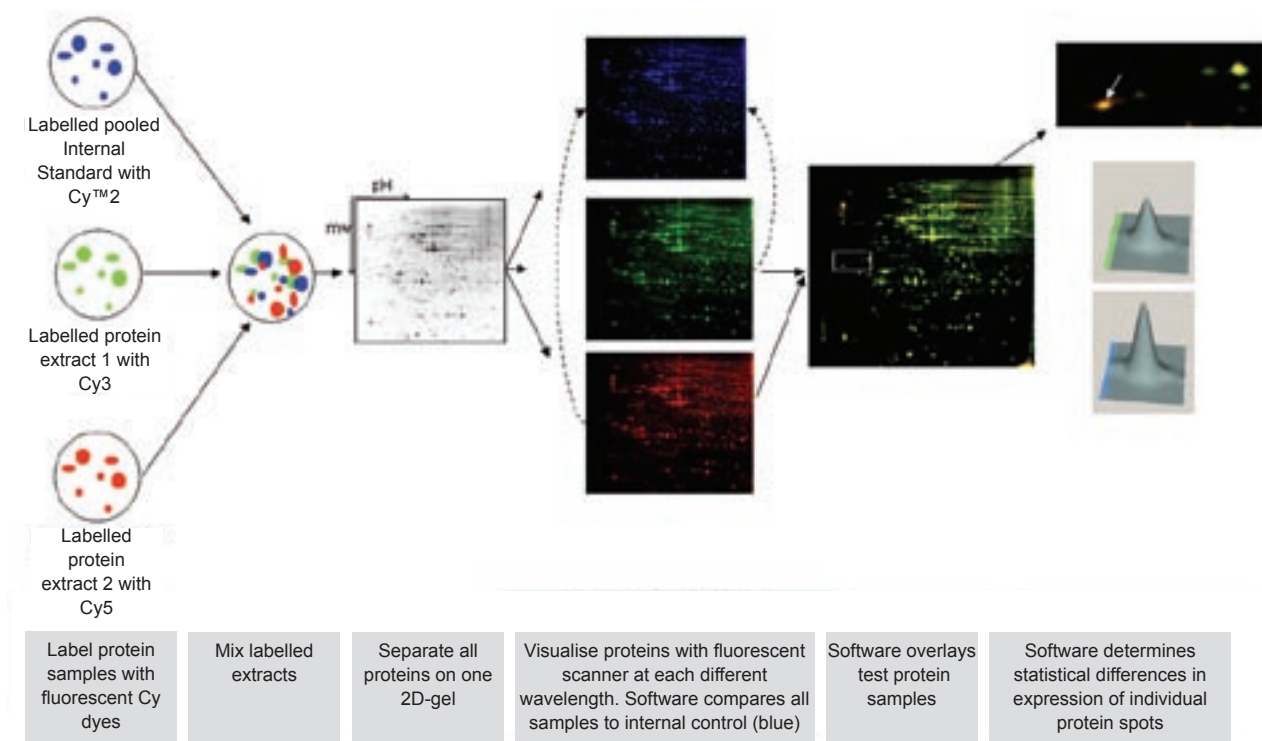 Labelled pooled
Internal
Standard with
Cy™2
Labelled protein
extract 1 with
Cy3
Labelled
protein
extract 2 with
Cy5
pH
mw
Label protein
samples with
fluorescent Cy
dyes
Mix labelled
extracts
Separate all
proteins on one
2D-gel
Visualise proteins with fluorescent
scanner at each different
wavelength. Software compares all
samples to internal control (blue)
Software overlays
test protein
samples
Software determines
statistical differences in
expression of individual
protein spots